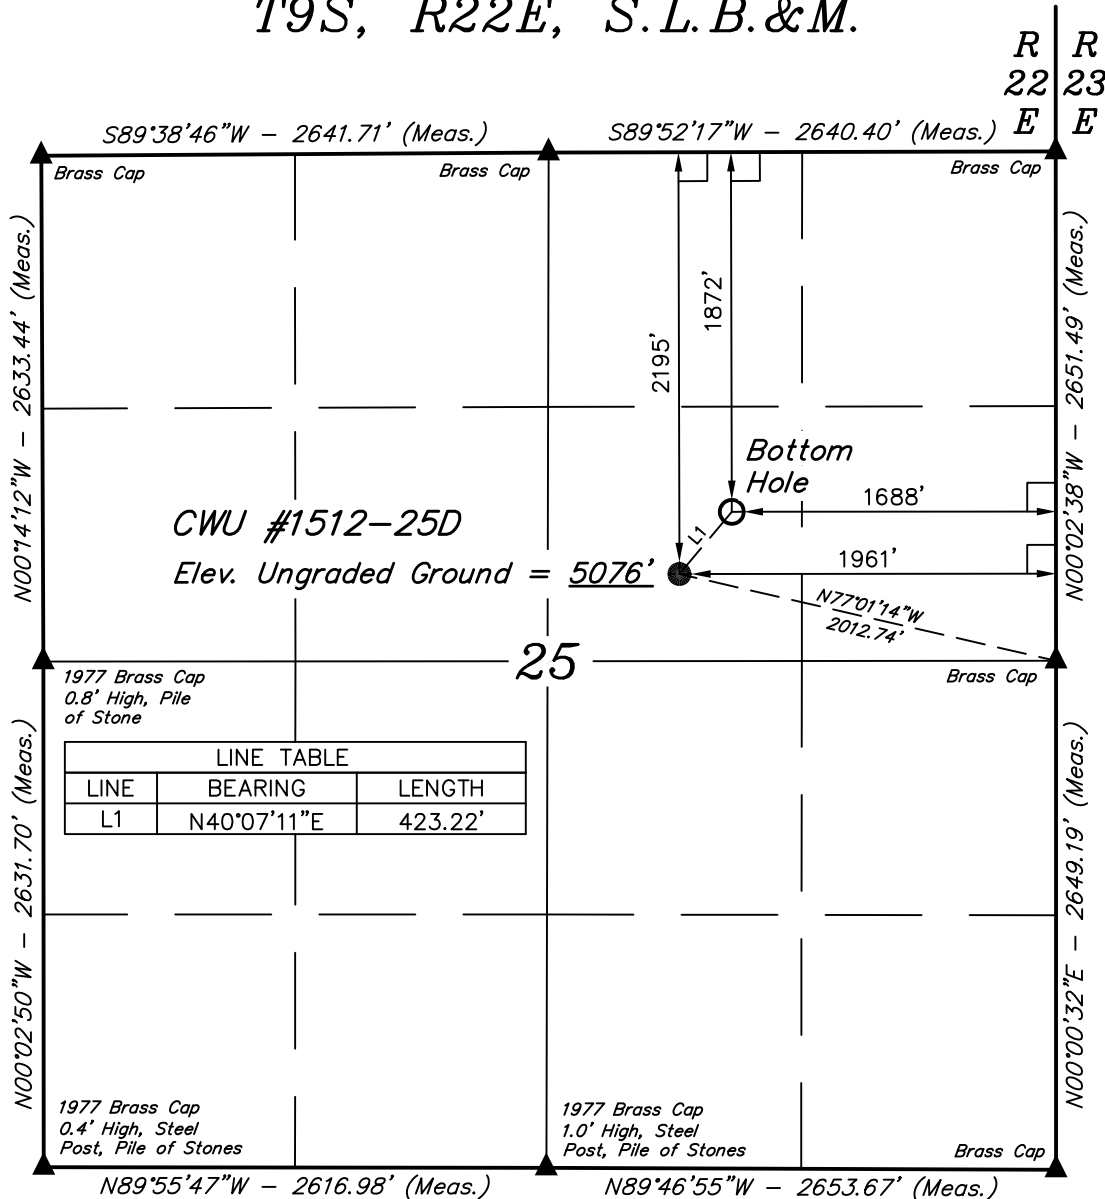 T9S, R22E, S.L.B.&M.
R R
22 23
E E
S89°38'46"W - 2641.71' (Meas.)
S89°52'17"W - 2640.40' (Meas.)
Brass Cap
Brass Cap
Brass Cap
N00°14'12"W - 2633.44' (Meas.)
N00°02'38"W - 2651.49' (Meas.)
1872'
2195'
Bottom
Hole
1688'
CWU #1512-25D
L1
1961'
Elev. Ungraded Ground = 5076'
N77°01'14"W
2012.74'
25
1977 Brass Cap
0.8' High, Pile
of Stone
Brass Cap
LINE TABLE
LINE BEARING LENGTH
L1 N40°07'11"E 423.22'
N00°02'50"W - 2631.70' (Meas.)
N00°00'32"E - 2649.19' (Meas.)
1977 Brass Cap
0.4' High, Steel
Post, Pile of Stones
1977 Brass Cap
1.0' High, Steel
Post, Pile of Stones
Brass Cap
N89°55'47"W - 2616.98' (Meas.)
N89°46'55"W - 2653.67' (Meas.)